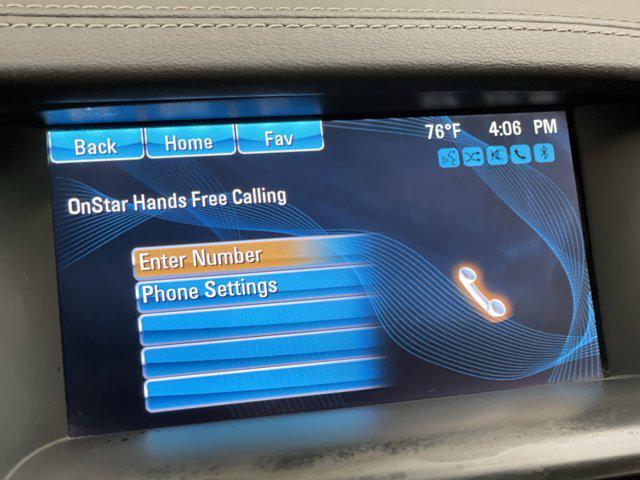 Back Home Fav 76°F 4:06 PM
OnStar Hands Free Calling
Enter Number
Phone Settings